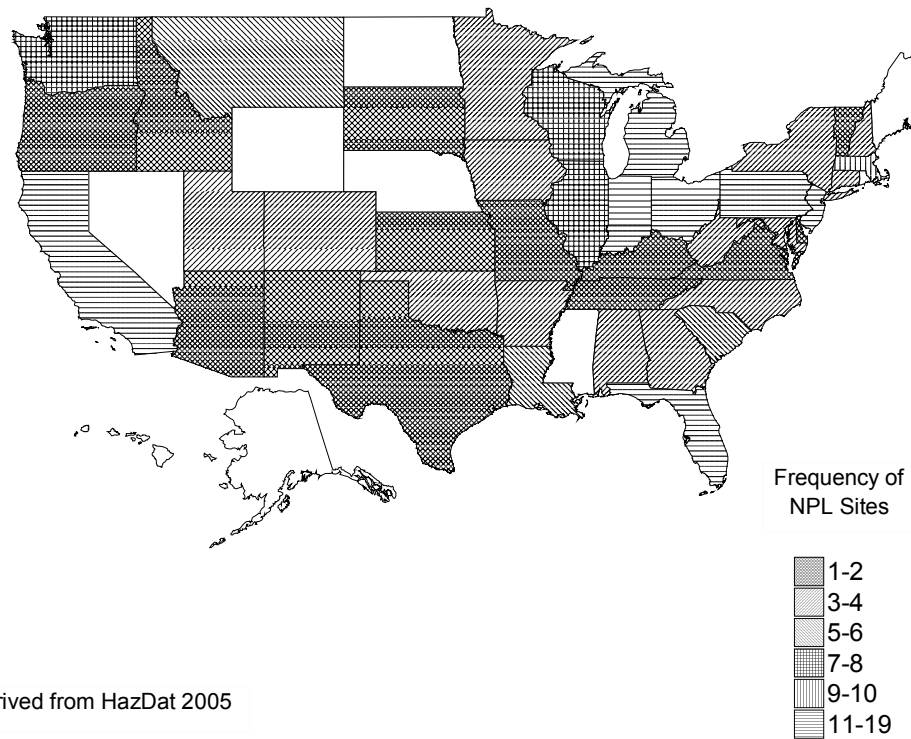 Frequency of
NPL Sites
1-2
3-4
5-6
7-8
9-10
11-19
rived from HazDat 2005